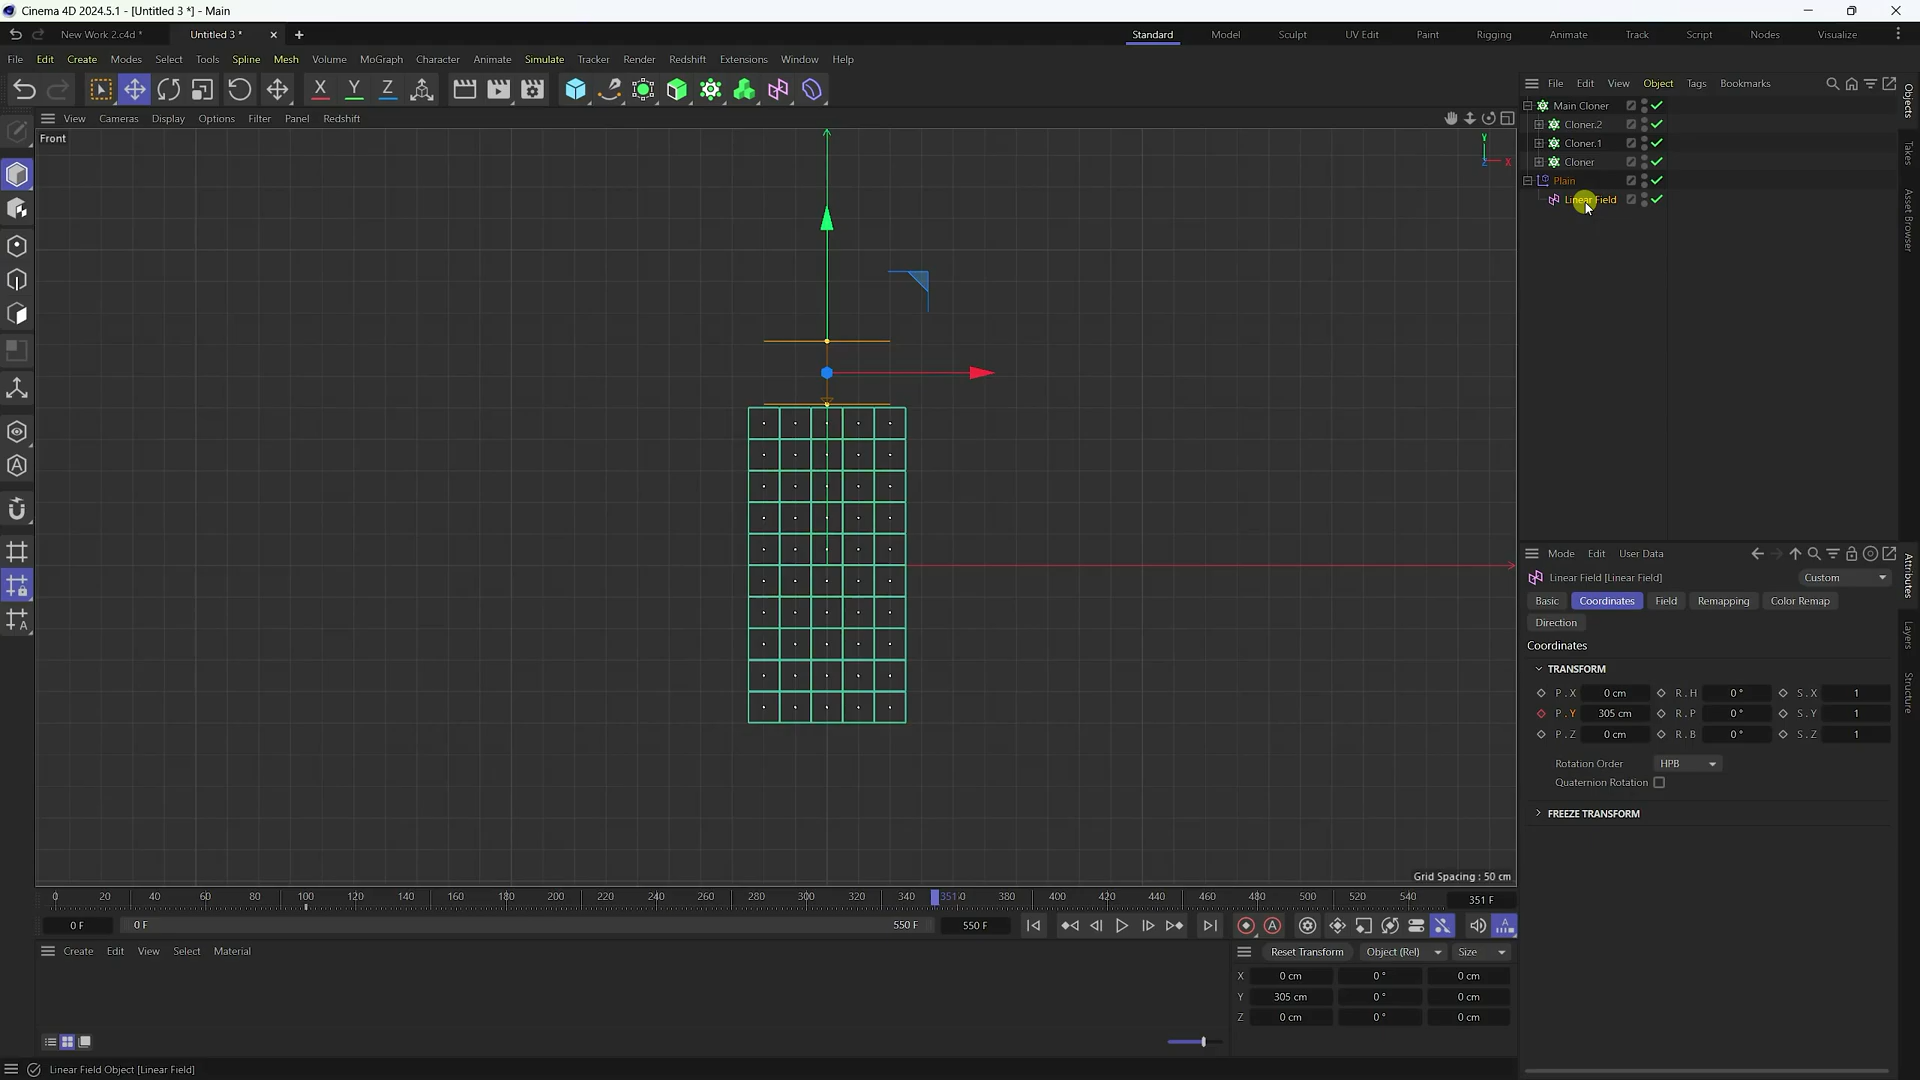 Cinema 4D 2024.5.1 - [Untitled 3 *] - Main
New Work 2.c4d *
Untitled 3 *
Standard Model Sculpt UV Edit Paint Rigging Animate Track Script Nodes Visualize
File Edit Create Modes Select Tools Spline Mesh Volume MoGraph Character Animate Simulate Tracker Render Redshift Extensions Window Help
X Y Z
File Edit View Object Tags Bookmarks
Main Cloner
Cloner.2
Cloner.1
Cloner
Plain
Linear Field
View Cameras Display Options Filter Panel Redshift
Front
Y
X
Z
Objects
Takes
Asset Browser
Mode Edit User Data
Linear Field [Linear Field]
Custom
Basic Coordinates Field Remapping Color Remap
Direction
Coordinates
TRANSFORM
P . X 0 cm R . H 0 ° S . X 1
P . Y 305 cm R . P 0 ° S . Y 1
P . Z 0 cm R . B 0 ° S . Z 1
Rotation Order HPB
Quaternion Rotation
FREEZE TRANSFORM
Attributes
Layers
Structure
Grid Spacing : 50 cm
0 20 40 60 80 100 120 140 160 180 200 220 240 260 280 300 320 340 351 380 400 420 440 460 480 500 520 540
351 F
0 F
0 F
550 F
550 F
Create Edit View Select Material
Reset Transform Object (Rel) Size
X 0 cm 0 ° 0 cm
Y 305 cm 0 ° 0 cm
Z 0 cm 0 ° 0 cm
Linear Field Object [Linear Field]